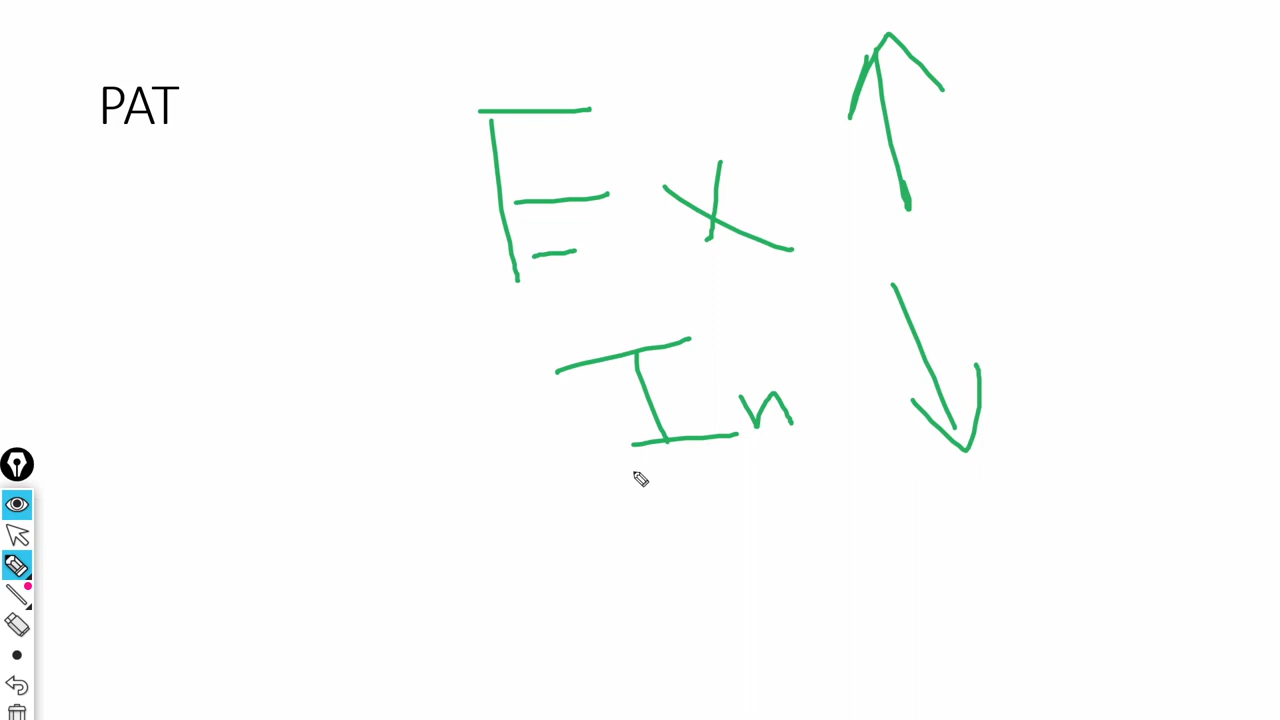 PAT
Ex ↑
In ↓